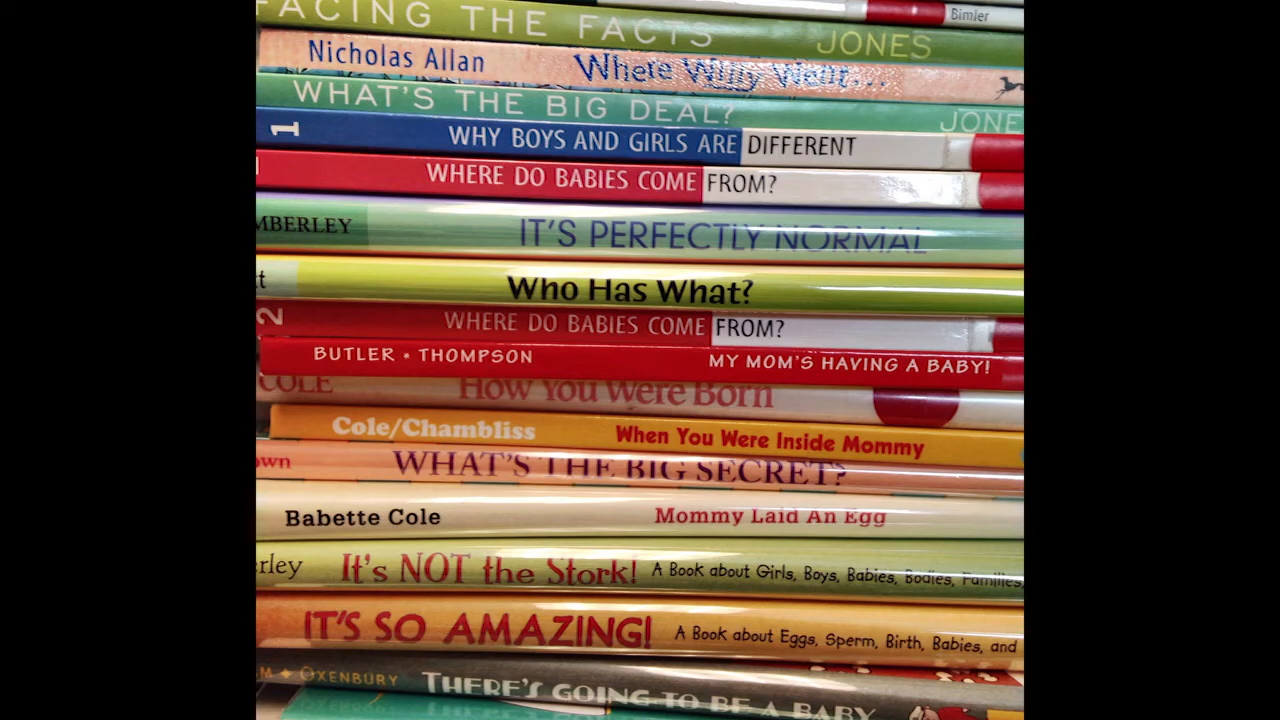 Bimler
FACING THE FACTS JONES
Nicholas Allan Where Willy Went...
WHAT'S THE BIG DEAL? JONE
1 WHY BOYS AND GIRLS ARE DIFFERENT
1 WHERE DO BABIES COME FROM?
MBERLEY IT'S PERFECTLY NORMAL
tt Who Has What?
2 WHERE DO BABIES COME FROM?
BUTLER * THOMPSON MY MOM'S HAVING A BABY!
COLE How You Were Born
Cole/Chambliss When You Were Inside Mommy
own WHAT'S THE BIG SECRET?
Babette Cole Mommy Laid An Egg
erley It's NOT the Stork! A Book about Girls, Boys, Babies, Bodies, Families,
IT'S SO AMAZING! A Book about Eggs, Sperm, Birth, Babies, and
M ✦ OXENBURY THERE'S GOING TO BE A BABY